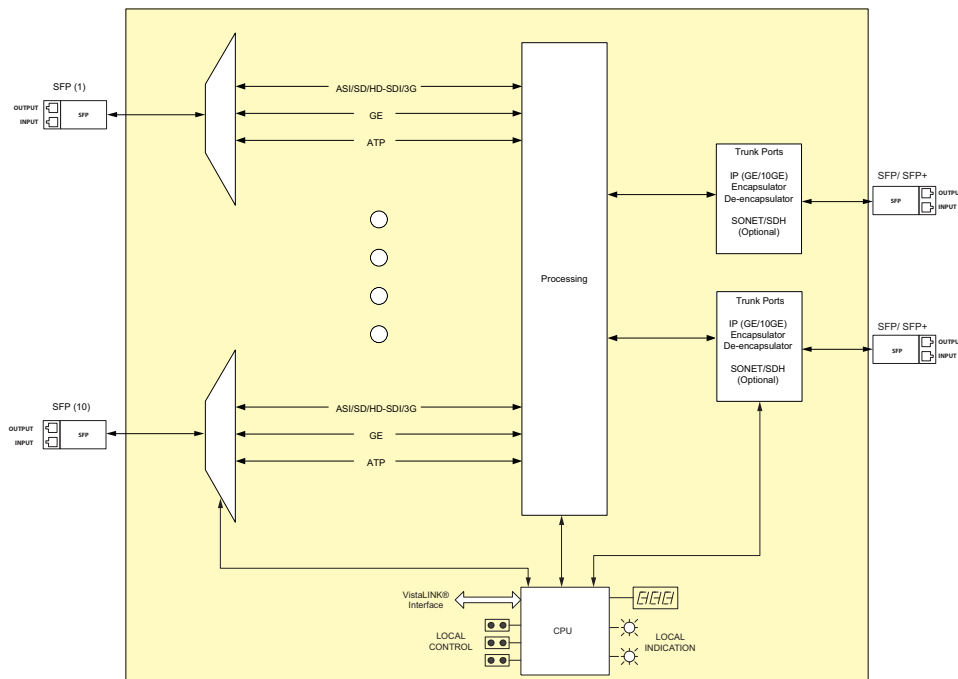 SFP (1)
OUTPUT
INPUT
SFP
ASI/SD/HD-SDI/3G
GE
ATP
Processing
Trunk Ports
IP (GE/10GE)
Encapsulator
De-encapsulator
SONET/SDH
(Optional)
SFP/ SFP+
SFP
INPUT
Trunk Ports
IP (GE/10GE)
Encapsulator
De-encapsulator
SONET/SDH
(Optional)
SFP/ SFP+
SFP
INPUT
SFP (10)
OUTPUT
INPUT
SFP
ASI/SD/HD-SDI/3G
GE
ATP
VistaLINK®
Interface
LOCAL
CONTROL
CPU
LOCAL
INDICATION